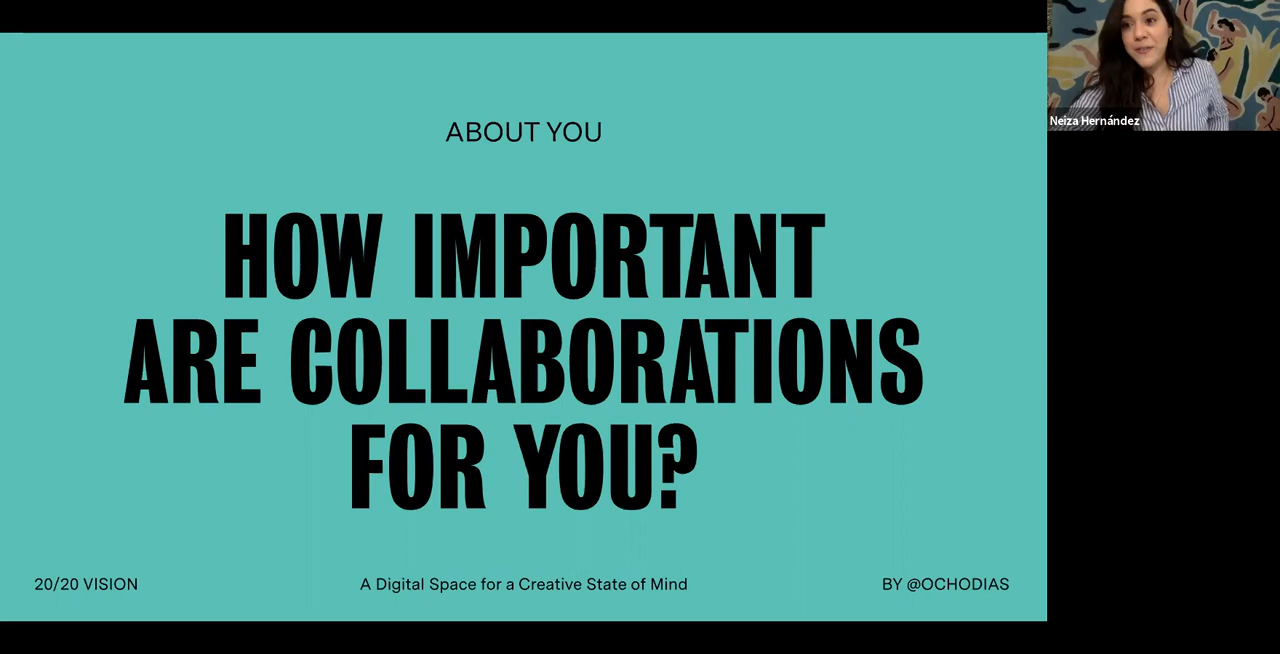 ABOUT YOU
HOW IMPORTANT
ARE COLLABORATIONS
FOR YOU?
20/20 VISION
A Digital Space for a Creative State of Mind
BY @OCHODIAS
Neiza Hernández